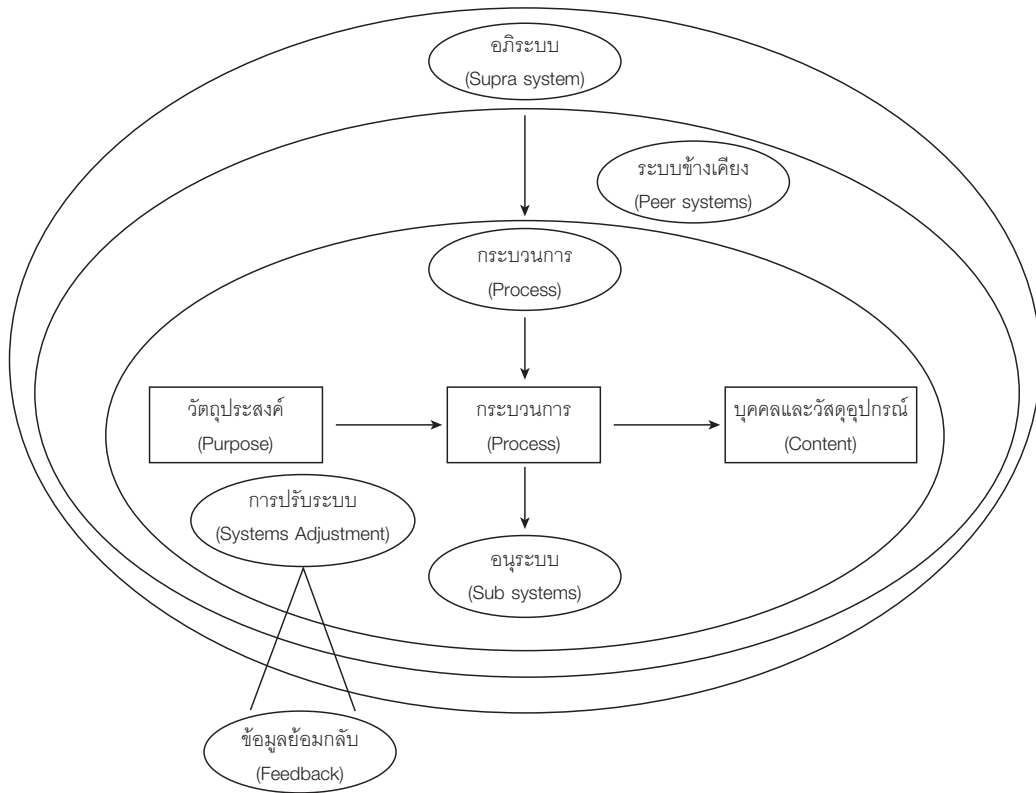 อภิระบบ
(Supra system)
ระบบข้างเคียง
(Peer systems)
กระบวนการ
(Process)
วัตถุประสงค์
(Purpose)
กระบวนการ
(Process)
บุคคลและวัสดุอุปกรณ์
(Content)
การปรับระบบ
(Systems Adjustment)
อนุระบบ
(Sub systems)
ข้อมูลย้อมกลับ
(Feedback)